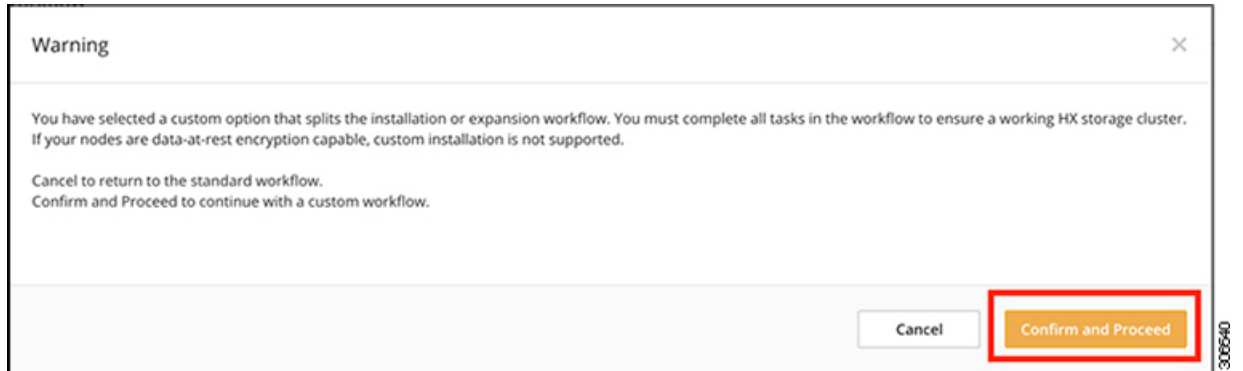 Warning
You have selected a custom option that splits the installation or expansion workflow. You must complete all tasks in the workflow to ensure a working HX storage cluster.
If your nodes are data-at-rest encryption capable, custom installation is not supported.
Cancel to return to the standard workflow.
Confirm and Proceed to continue with a custom workflow.
Cancel
Confirm and Proceed
306540